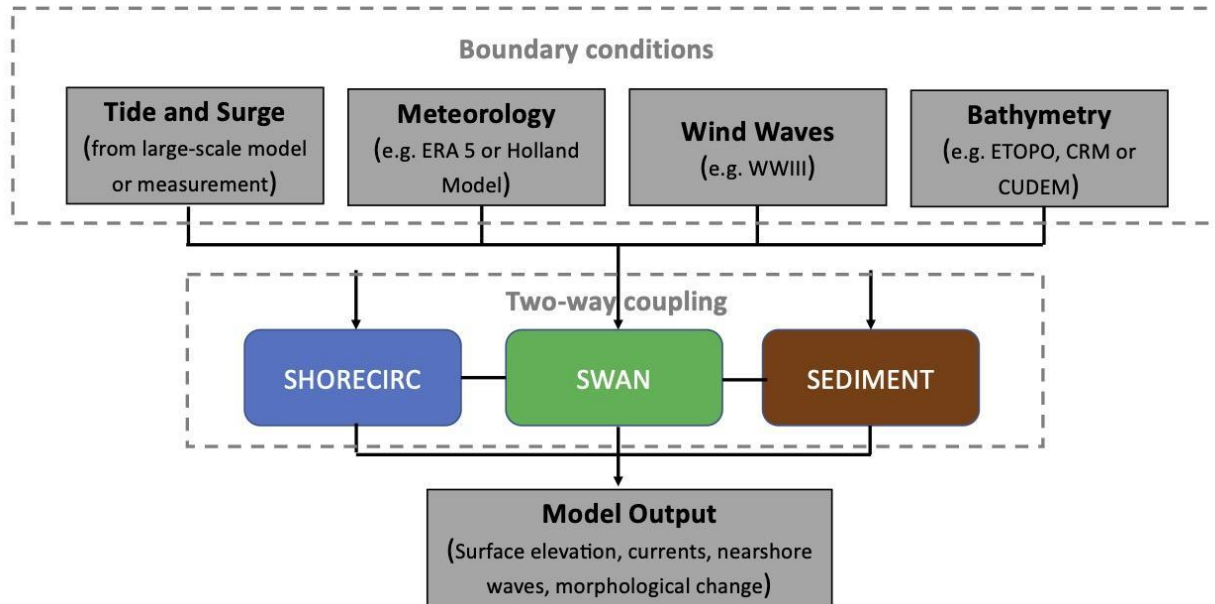 Boundary conditions
Tide and Surge
(from large-scale model
or measurement)
Meteorology
(e.g. ERA 5 or Holland
Model)
Wind Waves
(e.g. WWIII)
Bathymetry
(e.g. ETOPO, CRM or
CUDEM)
Two-way coupling
SHORECIRC
SWAN
SEDIMENT
Model Output
(Surface elevation, currents, nearshore
waves, morphological change)